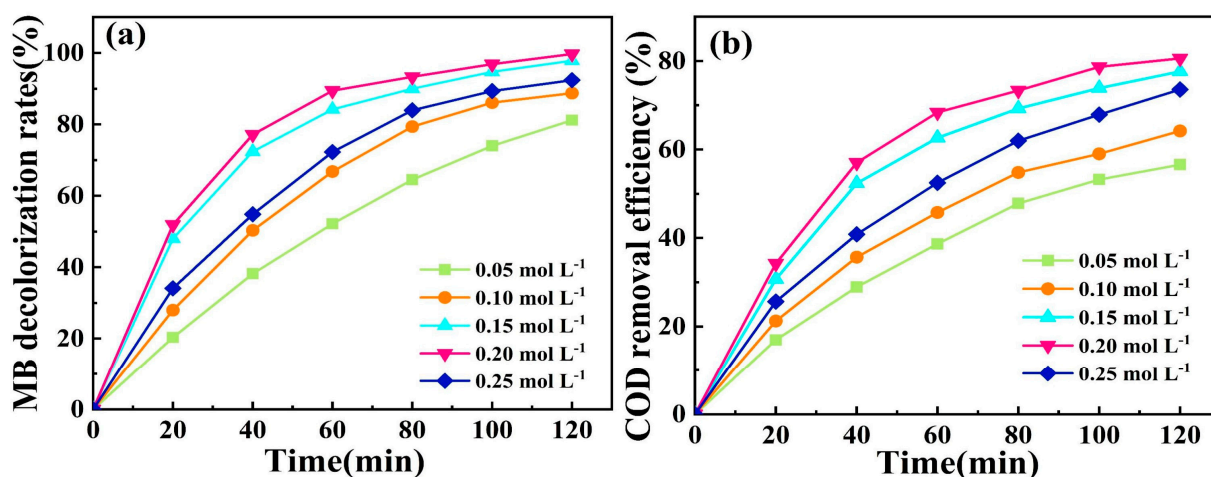 (a)
MB decolorization rates(%)
100
80
60
40
20
0
0 20 40 60 80 100 120
Time(min)
0.05 mol L⁻¹
0.10 mol L⁻¹
0.15 mol L⁻¹
0.20 mol L⁻¹
0.25 mol L⁻¹
(b)
COD removal efficiency (%)
80
60
40
20
0
0 20 40 60 80 100 120
Time(min)
0.05 mol L⁻¹
0.10 mol L⁻¹
0.15 mol L⁻¹
0.20 mol L⁻¹
0.25 mol L⁻¹